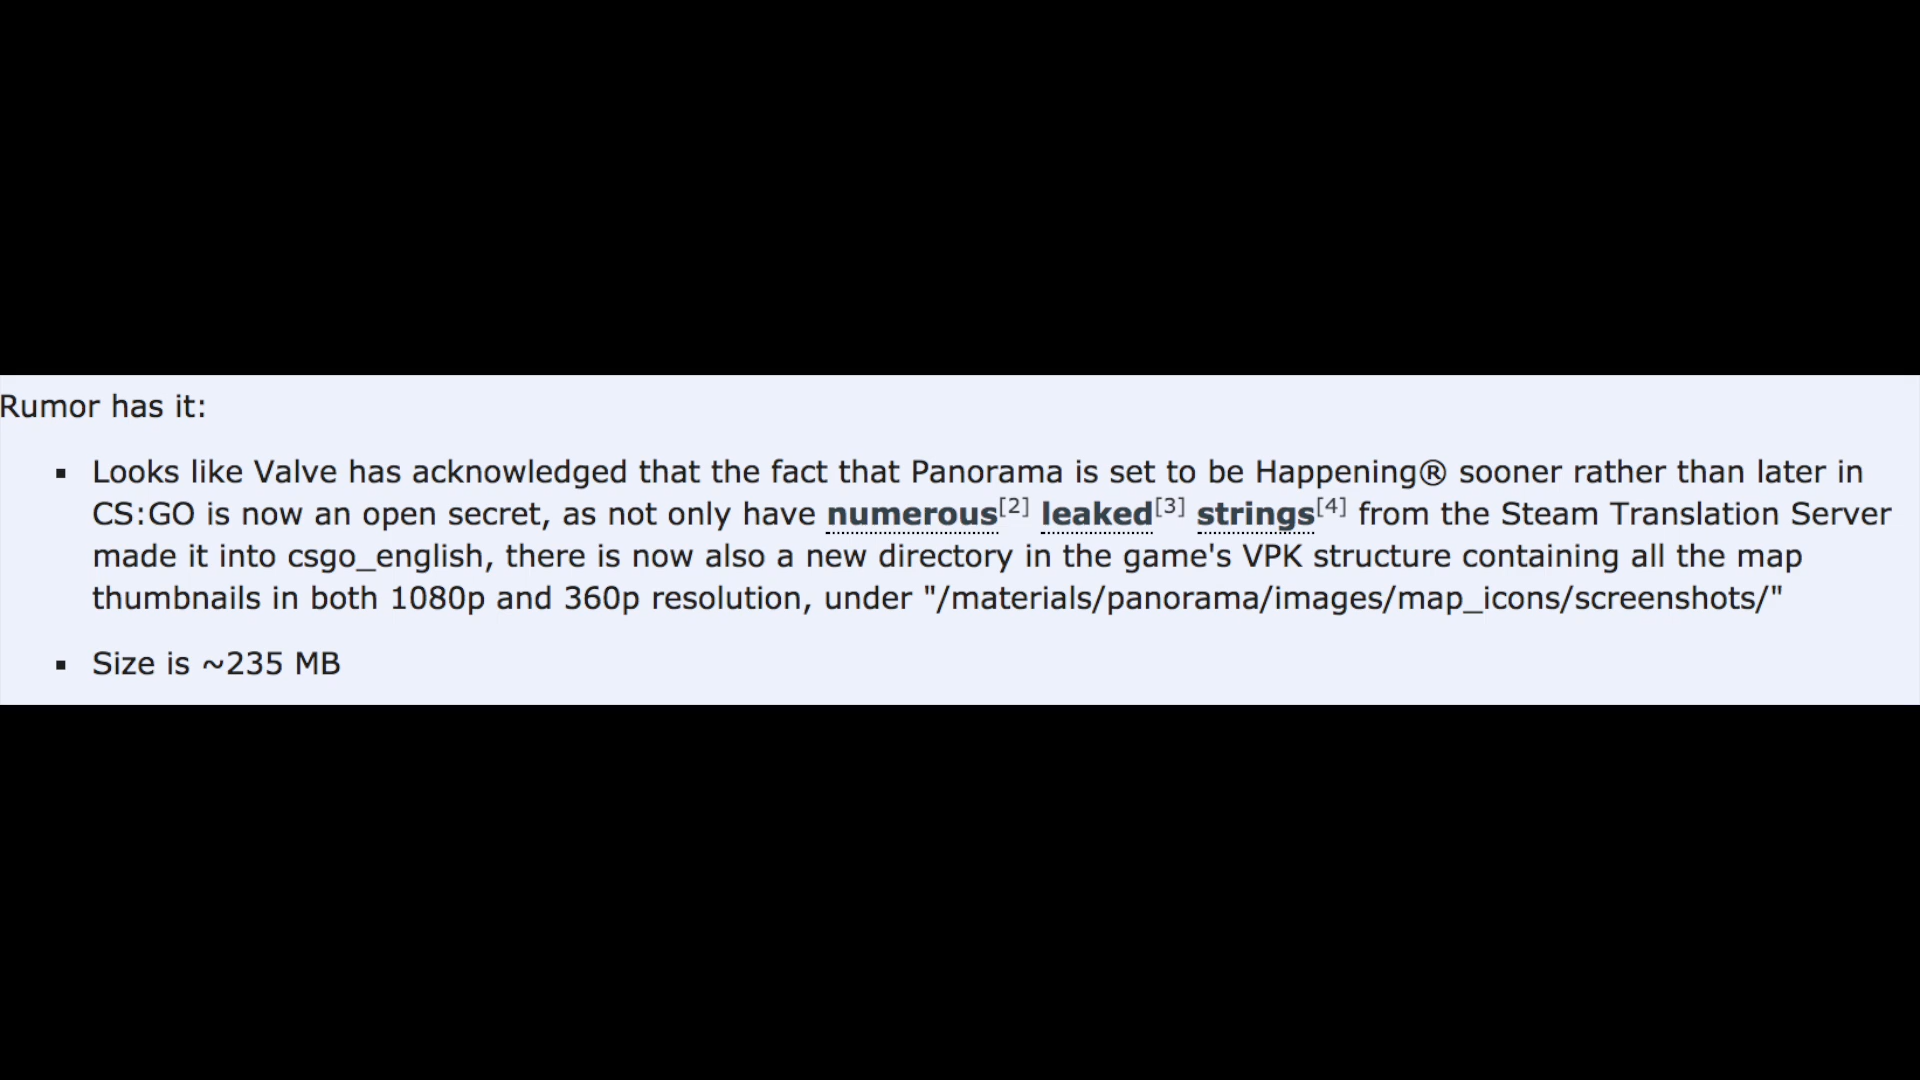 Rumor has it:
▪ Looks like Valve has acknowledged that the fact that Panorama is set to be Happening® sooner rather than later in
CS:GO is now an open secret, as not only have numerous[2] leaked[3] strings[4] from the Steam Translation Server
made it into csgo_english, there is now also a new directory in the game's VPK structure containing all the map
thumbnails in both 1080p and 360p resolution, under "/materials/panorama/images/map_icons/screenshots/"
▪ Size is ~235 MB